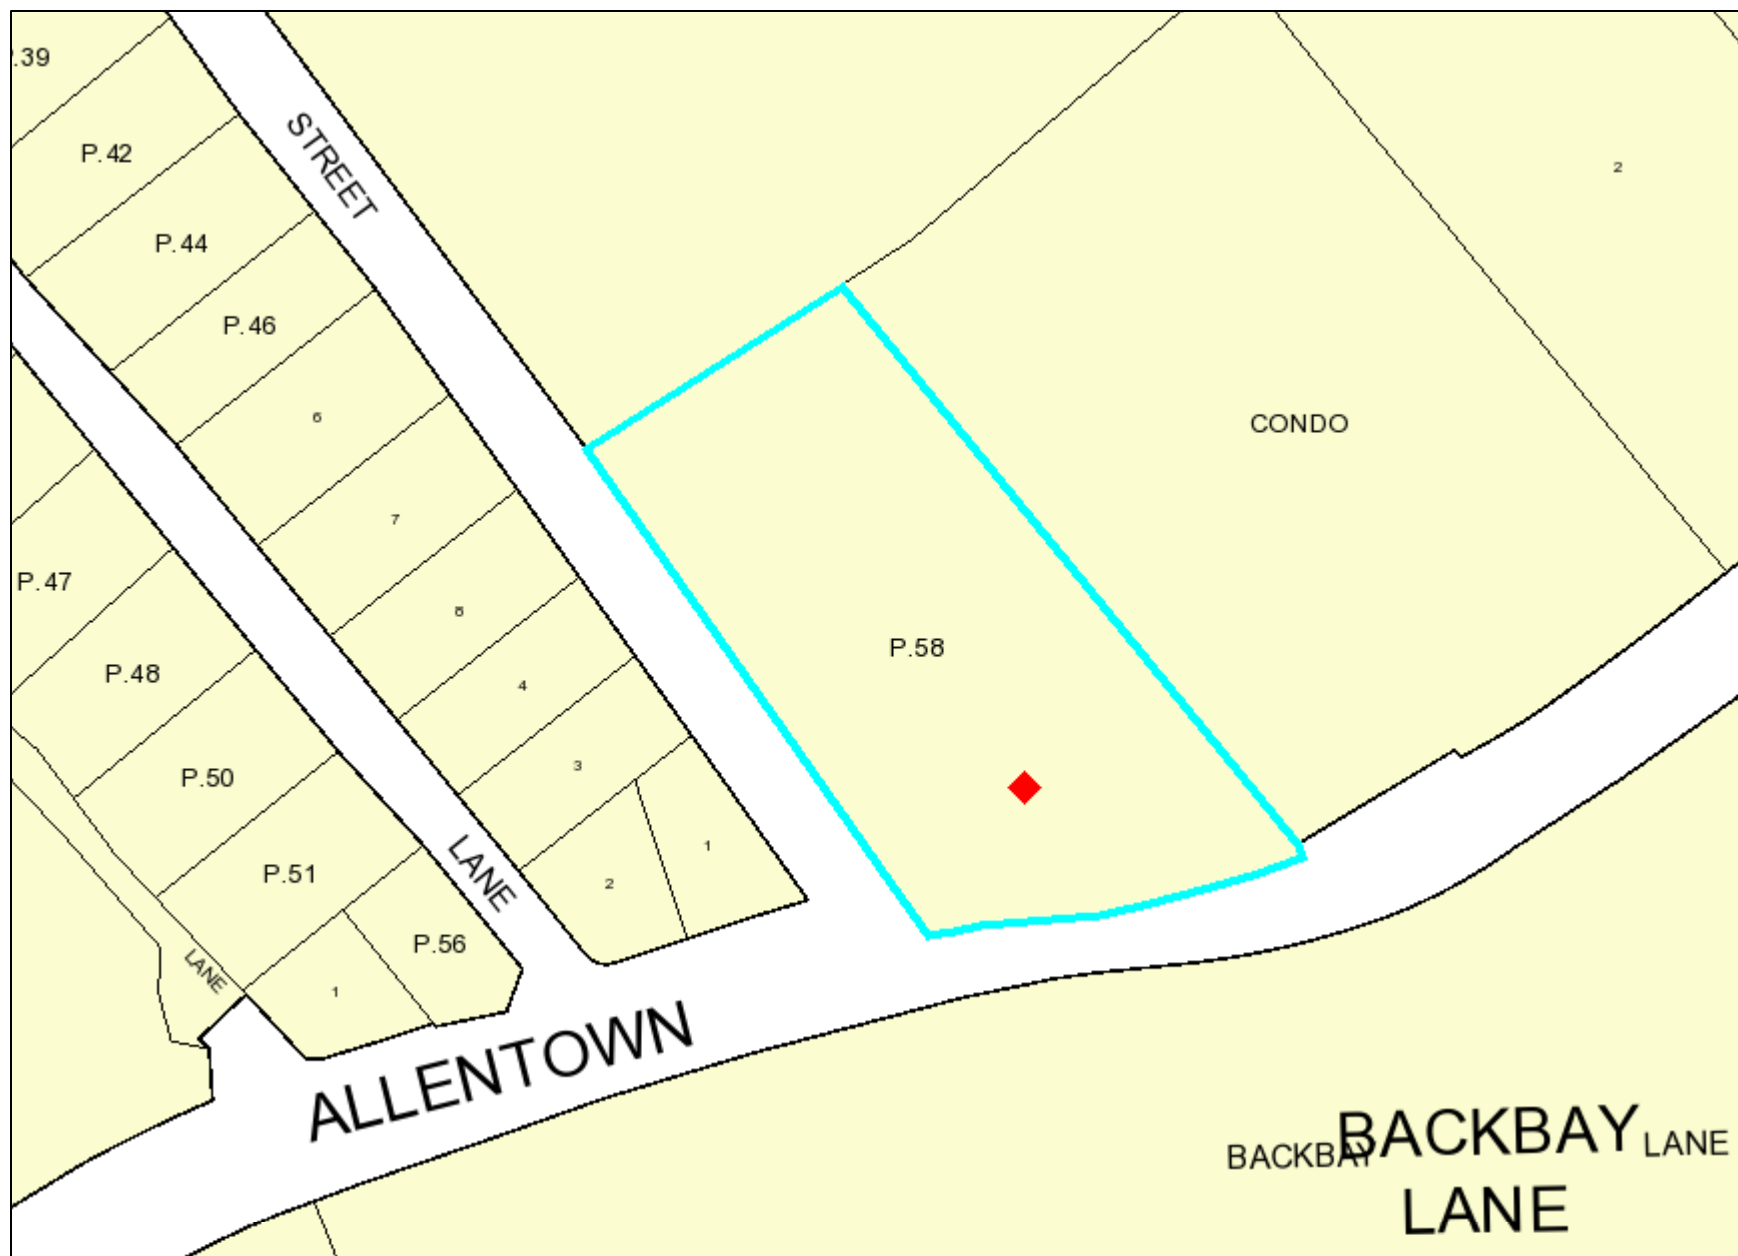 .39
P.42
STREET
2
P.44
P.46
6
CONDO
7
P.47
8
P.58
P.48
4
3
P.50
1
LANE
P.51
2
P.56
LANE
1
ALLENTOWN
BACKBAY
BACKBAY LANE
LANE